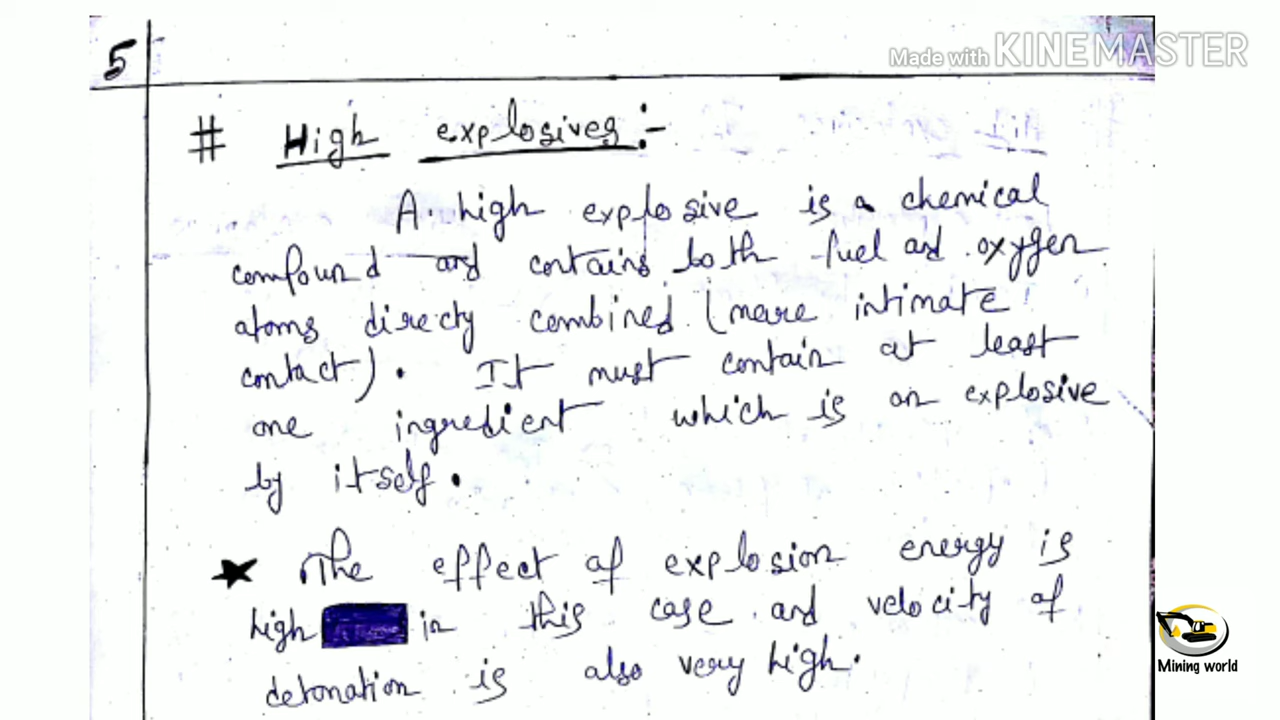 5
Made with KINEMASTER
# High explosives:-
A high explosive is a chemical
compound and contains both fuel and oxygen
atoms directy combined (more intimate
contact). It must contain at least
one ingredient which is an explosive
by itself.
★ The effect of explosion energy is
high in this case and velocity of
detonation is also very high.
Mining world